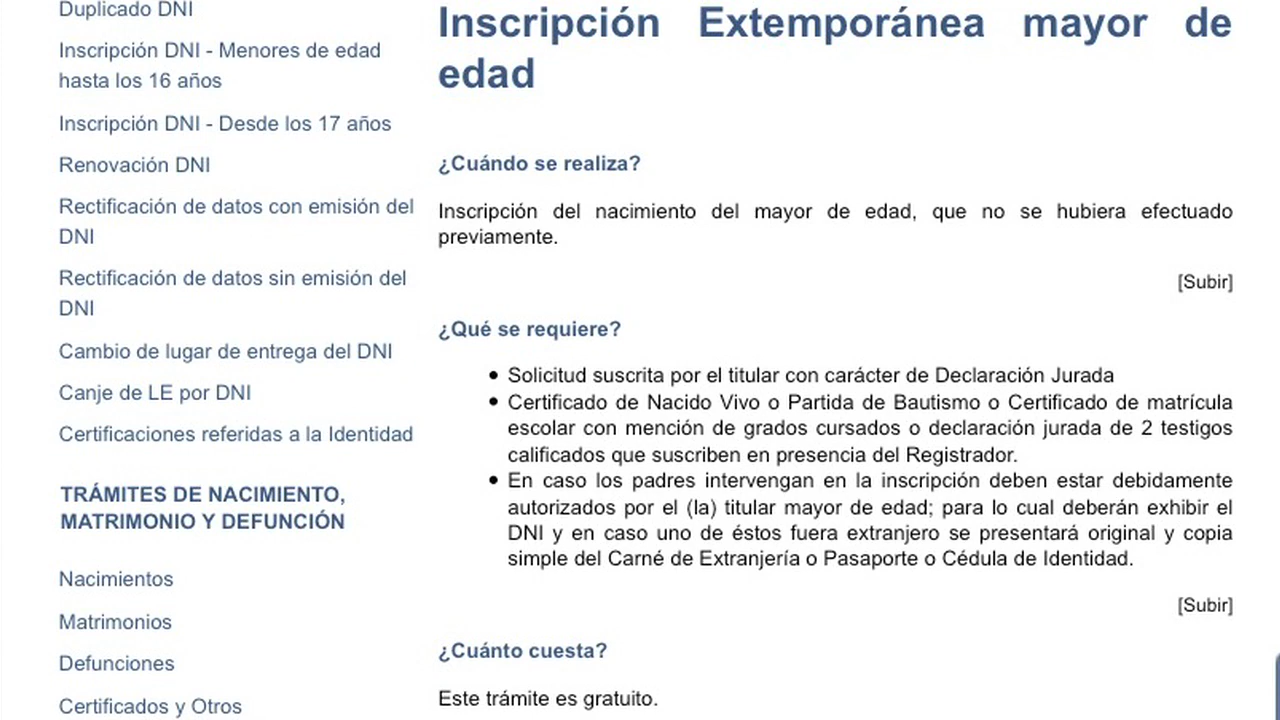 Duplicado DNI
Inscripción DNI - Menores de edad
hasta los 16 años
Inscripción DNI - Desde los 17 años
Renovación DNI
Rectificación de datos con emisión del
DNI
Rectificación de datos sin emisión del
DNI
Cambio de lugar de entrega del DNI
Canje de LE por DNI
Certificaciones referidas a la Identidad
TRÁMITES DE NACIMIENTO,
MATRIMONIO Y DEFUNCIÓN
Nacimientos
Matrimonios
Defunciones
Certificados y Otros
Inscripción Extemporánea mayor de
edad
¿Cuándo se realiza?
Inscripción del nacimiento del mayor de edad, que no se hubiera efectuado
previamente.
[Subir]
¿Qué se requiere?
• Solicitud suscrita por el titular con carácter de Declaración Jurada
• Certificado de Nacido Vivo o Partida de Bautismo o Certificado de matrícula
escolar con mención de grados cursados o declaración jurada de 2 testigos
calificados que suscriben en presencia del Registrador.
• En caso los padres intervengan en la inscripción deben estar debidamente
autorizados por el (la) titular mayor de edad; para lo cual deberán exhibir el
DNI y en caso uno de éstos fuera extranjero se presentará original y copia
simple del Carné de Extranjería o Pasaporte o Cédula de Identidad.
[Subir]
¿Cuánto cuesta?
Este trámite es gratuito.